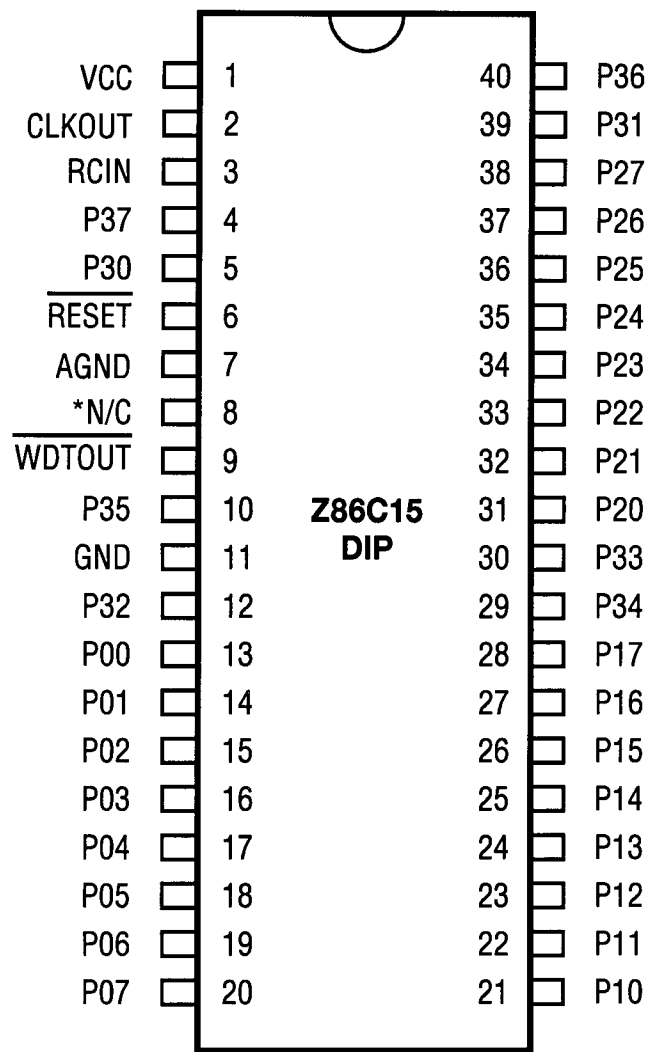 VCC 1 40 P36
CLKOUT 2 39 P31
RCIN 3 38 P27
P37 4 37 P26
P30 5 36 P25
R̅E̅S̅E̅T̅ 6 35 P24
AGND 7 34 P23
*N/C 8 33 P22
W̅D̅T̅O̅U̅T̅ 9 32 P21
P35 10 Z86C15 31 P20
GND 11 DIP 30 P33
P32 12 29 P34
P00 13 28 P17
P01 14 27 P16
P02 15 26 P15
P03 16 25 P14
P04 17 24 P13
P05 18 23 P12
P06 19 22 P11
P07 20 21 P10